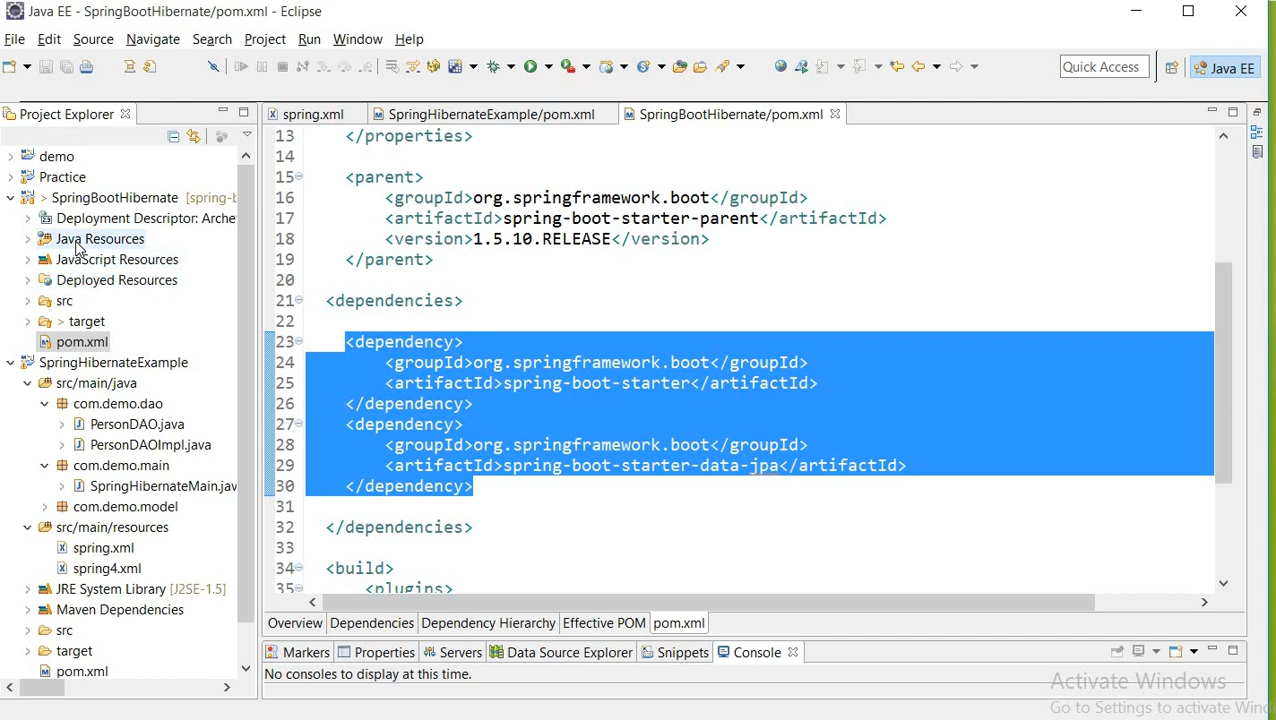 Java EE - SpringBootHibernate/pom.xml - Eclipse
File Edit Source Navigate Search Project Run Window Help
Quick Access
Java EE
Project Explorer
spring.xml
SpringHibernateExample/pom.xml
SpringBootHibernate/pom.xml
demo
Practice
> SpringBootHibernate [spring-b
Deployment Descriptor: Arche
Java Resources
JavaScript Resources
Deployed Resources
src
> target
pom.xml
SpringHibernateExample
src/main/java
com.demo.dao
PersonDAO.java
PersonDAOImpl.java
com.demo.main
SpringHibernateMain.jav
com.demo.model
src/main/resources
spring.xml
spring4.xml
JRE System Library [J2SE-1.5]
Maven Dependencies
src
target
pom.xml
13 </properties>
14
15 <parent>
16 <groupId>org.springframework.boot</groupId>
17 <artifactId>spring-boot-starter-parent</artifactId>
18 <version>1.5.10.RELEASE</version>
19 </parent>
20
21 <dependencies>
22
23 <dependency>
24 <groupId>org.springframework.boot</groupId>
25 <artifactId>spring-boot-starter</artifactId>
26 </dependency>
27 <dependency>
28 <groupId>org.springframework.boot</groupId>
29 <artifactId>spring-boot-starter-data-jpa</artifactId>
30 </dependency>
31
32 </dependencies>
33
34 <build>
35 <plugins>
Overview Dependencies Dependency Hierarchy Effective POM pom.xml
Markers Properties Servers Data Source Explorer Snippets Console
No consoles to display at this time.
Activate Windows
Go to Settings to activate Wind